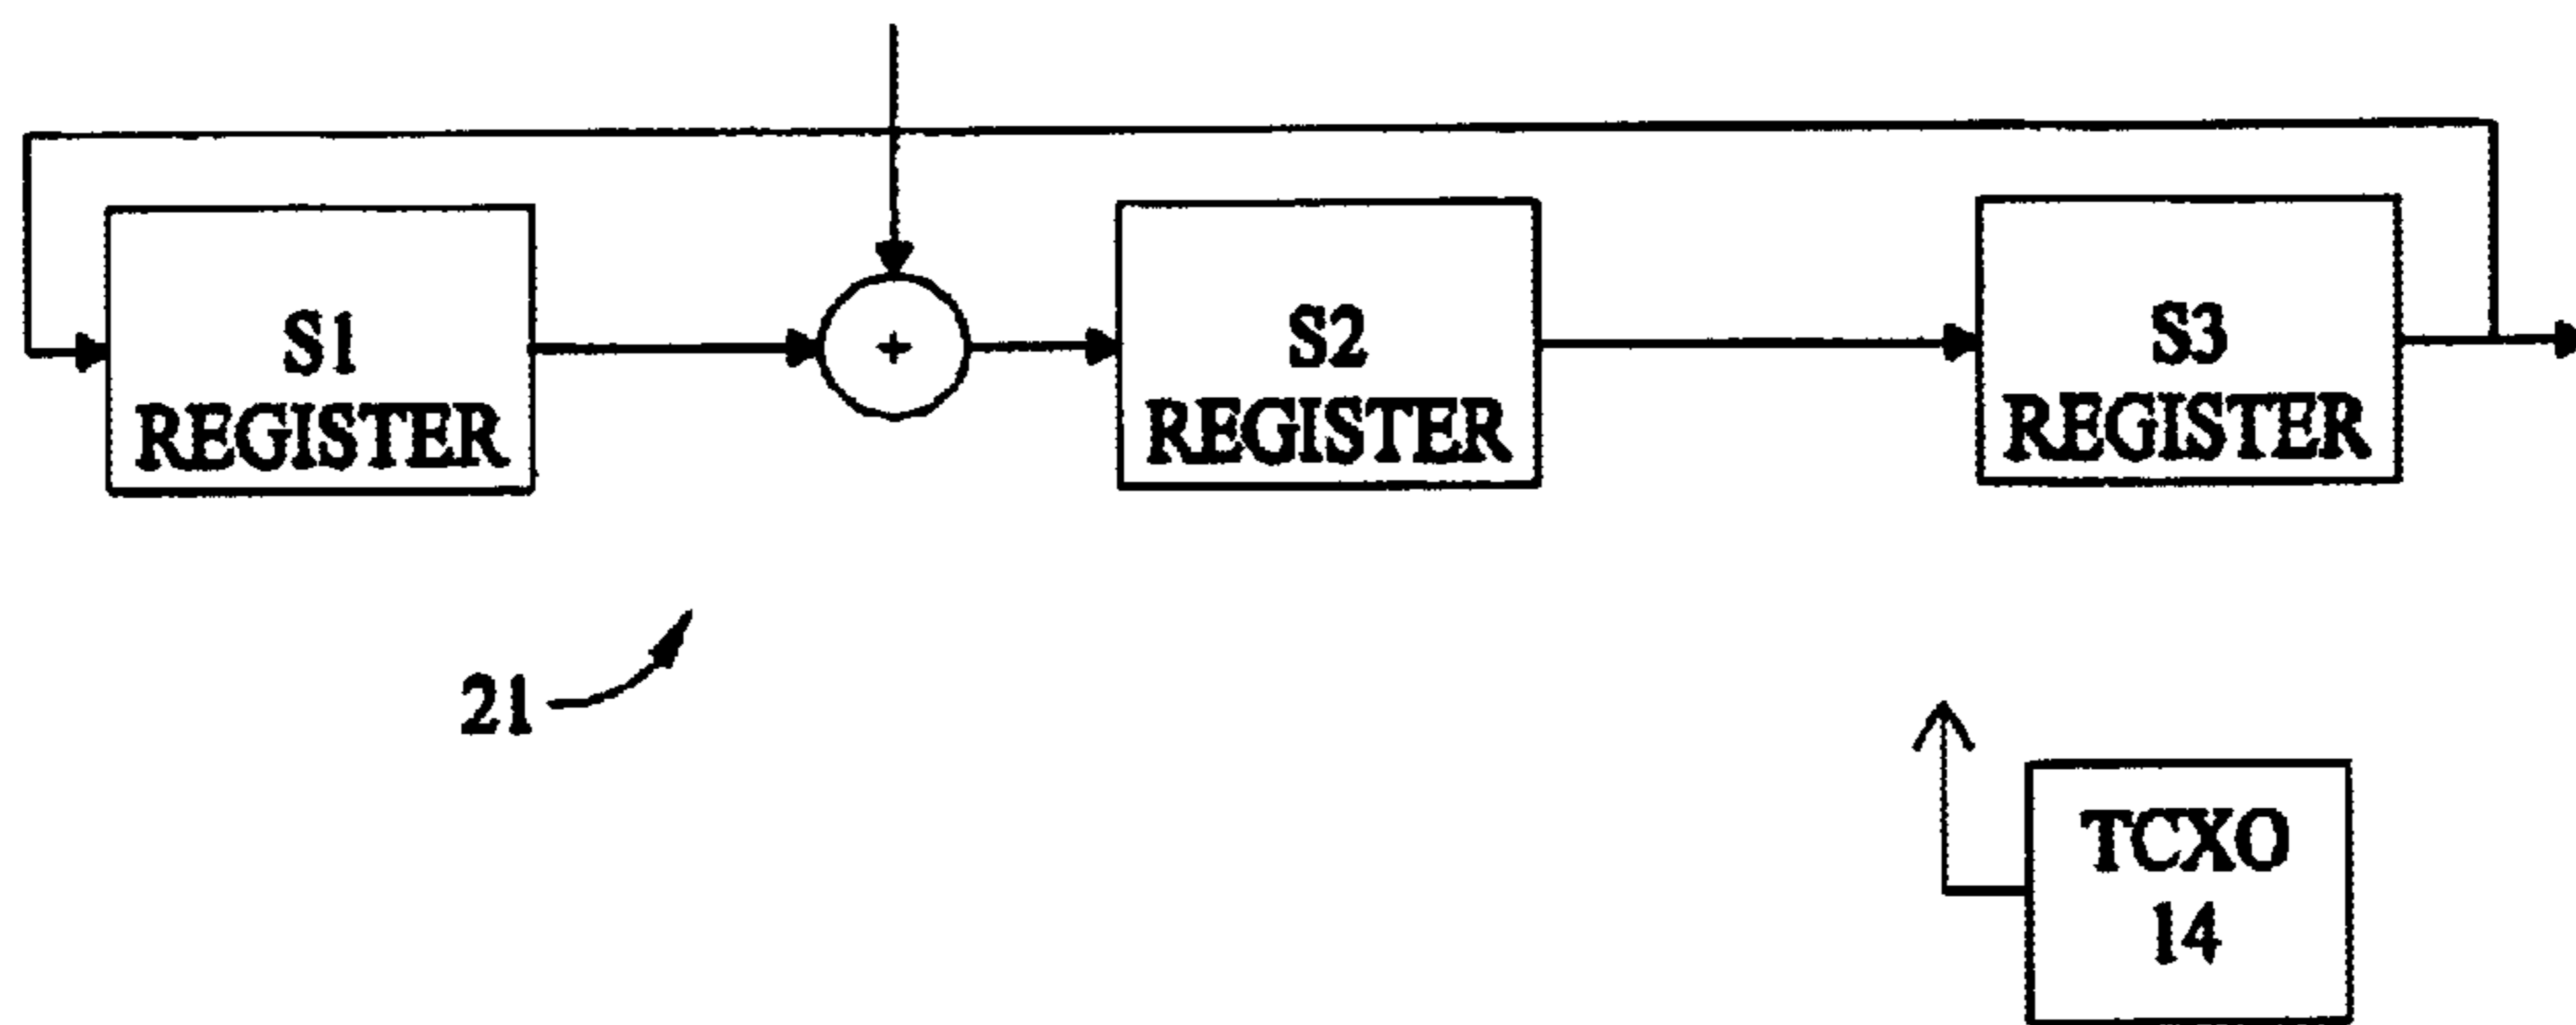 S1
REGISTER
+
S2
REGISTER
S3
REGISTER
21
TCXO
14